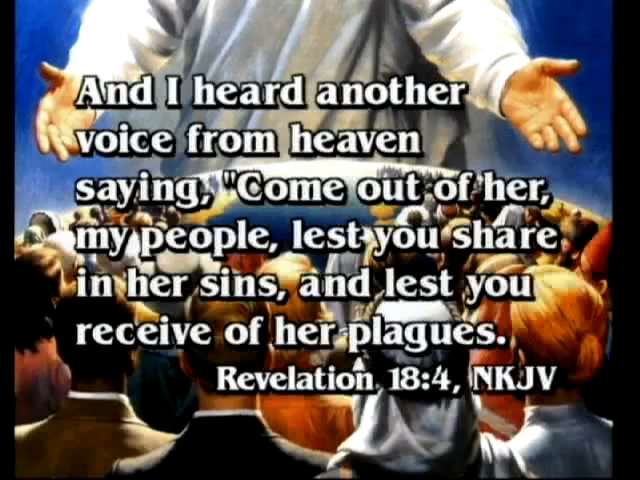 And I heard another
voice from heaven
saying, "Come out of her,
my people, lest you share
in her sins, and lest you
receive of her plagues.
Revelation 18:4, NKJV